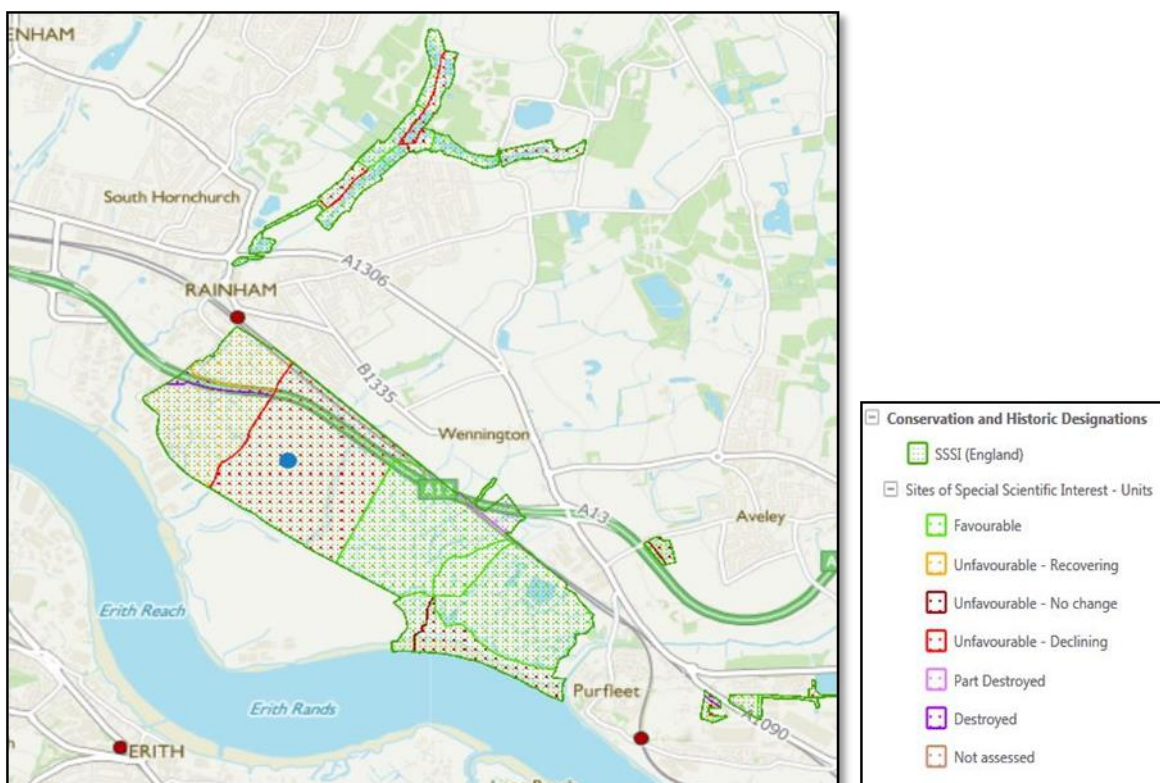 ENHAM
South Hornchurch
RAINHAM
A1306
B1335
Wennington
A13
A13
Aveley
Erith Reach
Erith Rands
Purfleet
A1090
ERITH
Conservation and Historic Designations
SSSI (England)
Sites of Special Scientific Interest - Units
Favourable
Unfavourable - Recovering
Unfavourable - No change
Unfavourable - Declining
Part Destroyed
Destroyed
Not assessed